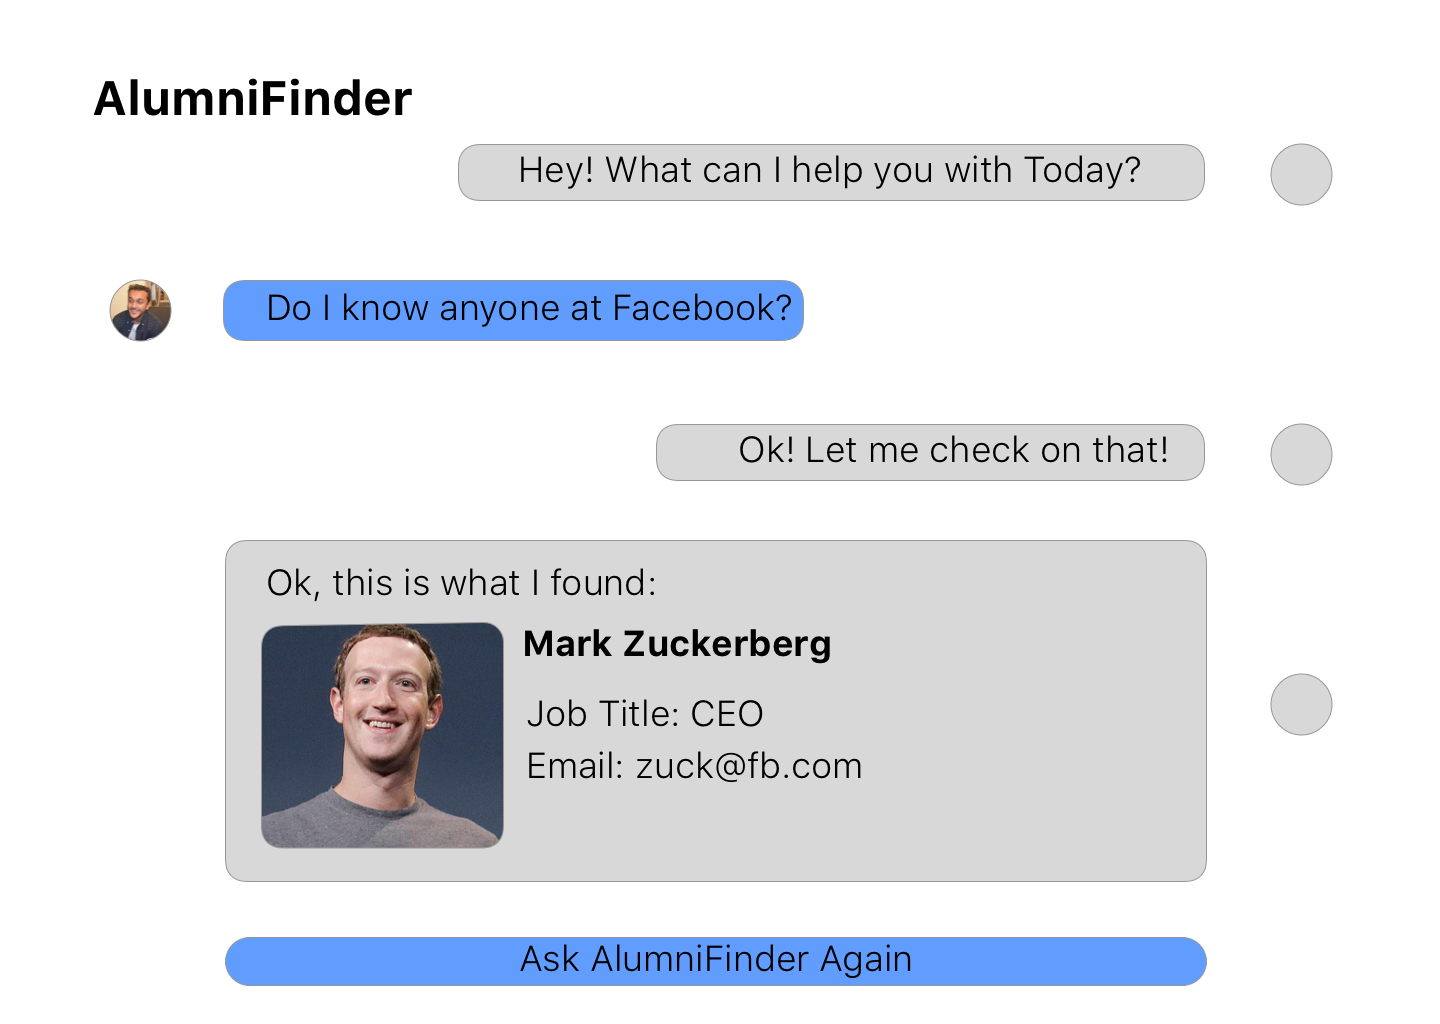 AlumniFinder
Hey! What can I help you with Today?
Do I know anyone at Facebook?
Ok! Let me check on that!
Ok, this is what I found:
Mark Zuckerberg
Job Title: CEO
Email: zuck@fb.com
Ask AlumniFinder Again